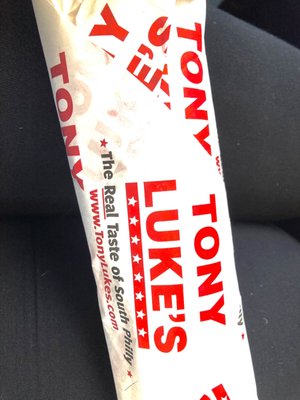 TONY
LUKE'S
★ The Real Taste of South Philly ★
www.TonyLukes.com
TONY
TONY
Y
E'S